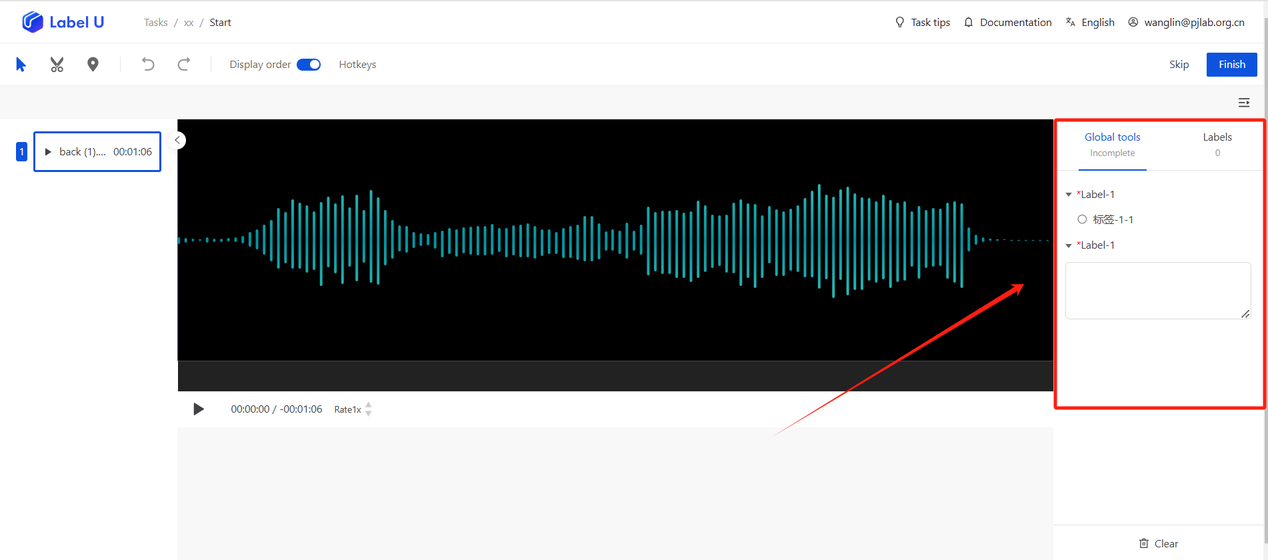 Label U
Tasks / xx / Start
Task tips
Documentation
English
wanglin@pjlab.org.cn
Display order
Hotkeys
Skip
Finish
1
back (1)....
00:01:06
Global tools
Incomplete
Labels
0
*Label-1
标签-1-1
*Label-1
00:00:00 / -00:01:06
Rate1x
Clear